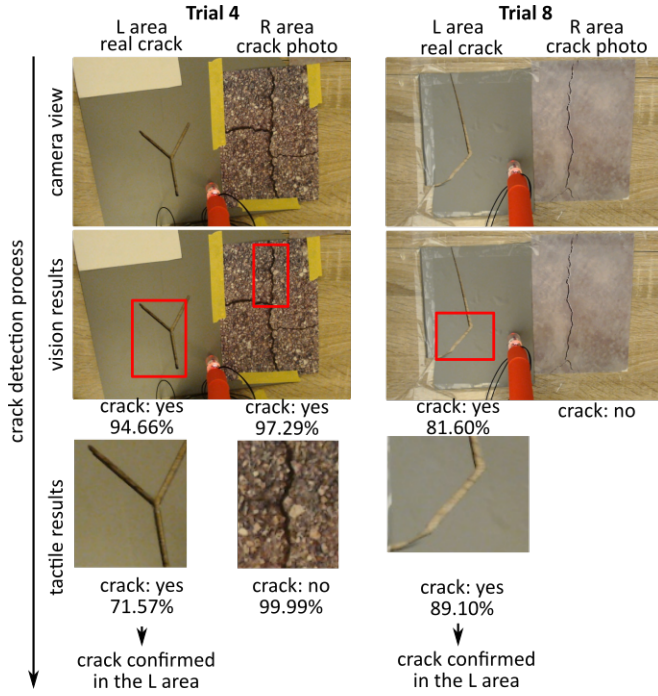 Trial 4
Trial 8
L area
real crack
R area
crack photo
L area
real crack
R area
crack photo
crack detection process
camera view
vision results
crack: yes
94.66%
crack: yes
97.29%
crack: yes
81.60%
crack: no
tactile results
crack: yes
71.57%
crack: no
99.99%
crack: yes
89.10%
crack confirmed
in the L area
crack confirmed
in the L area